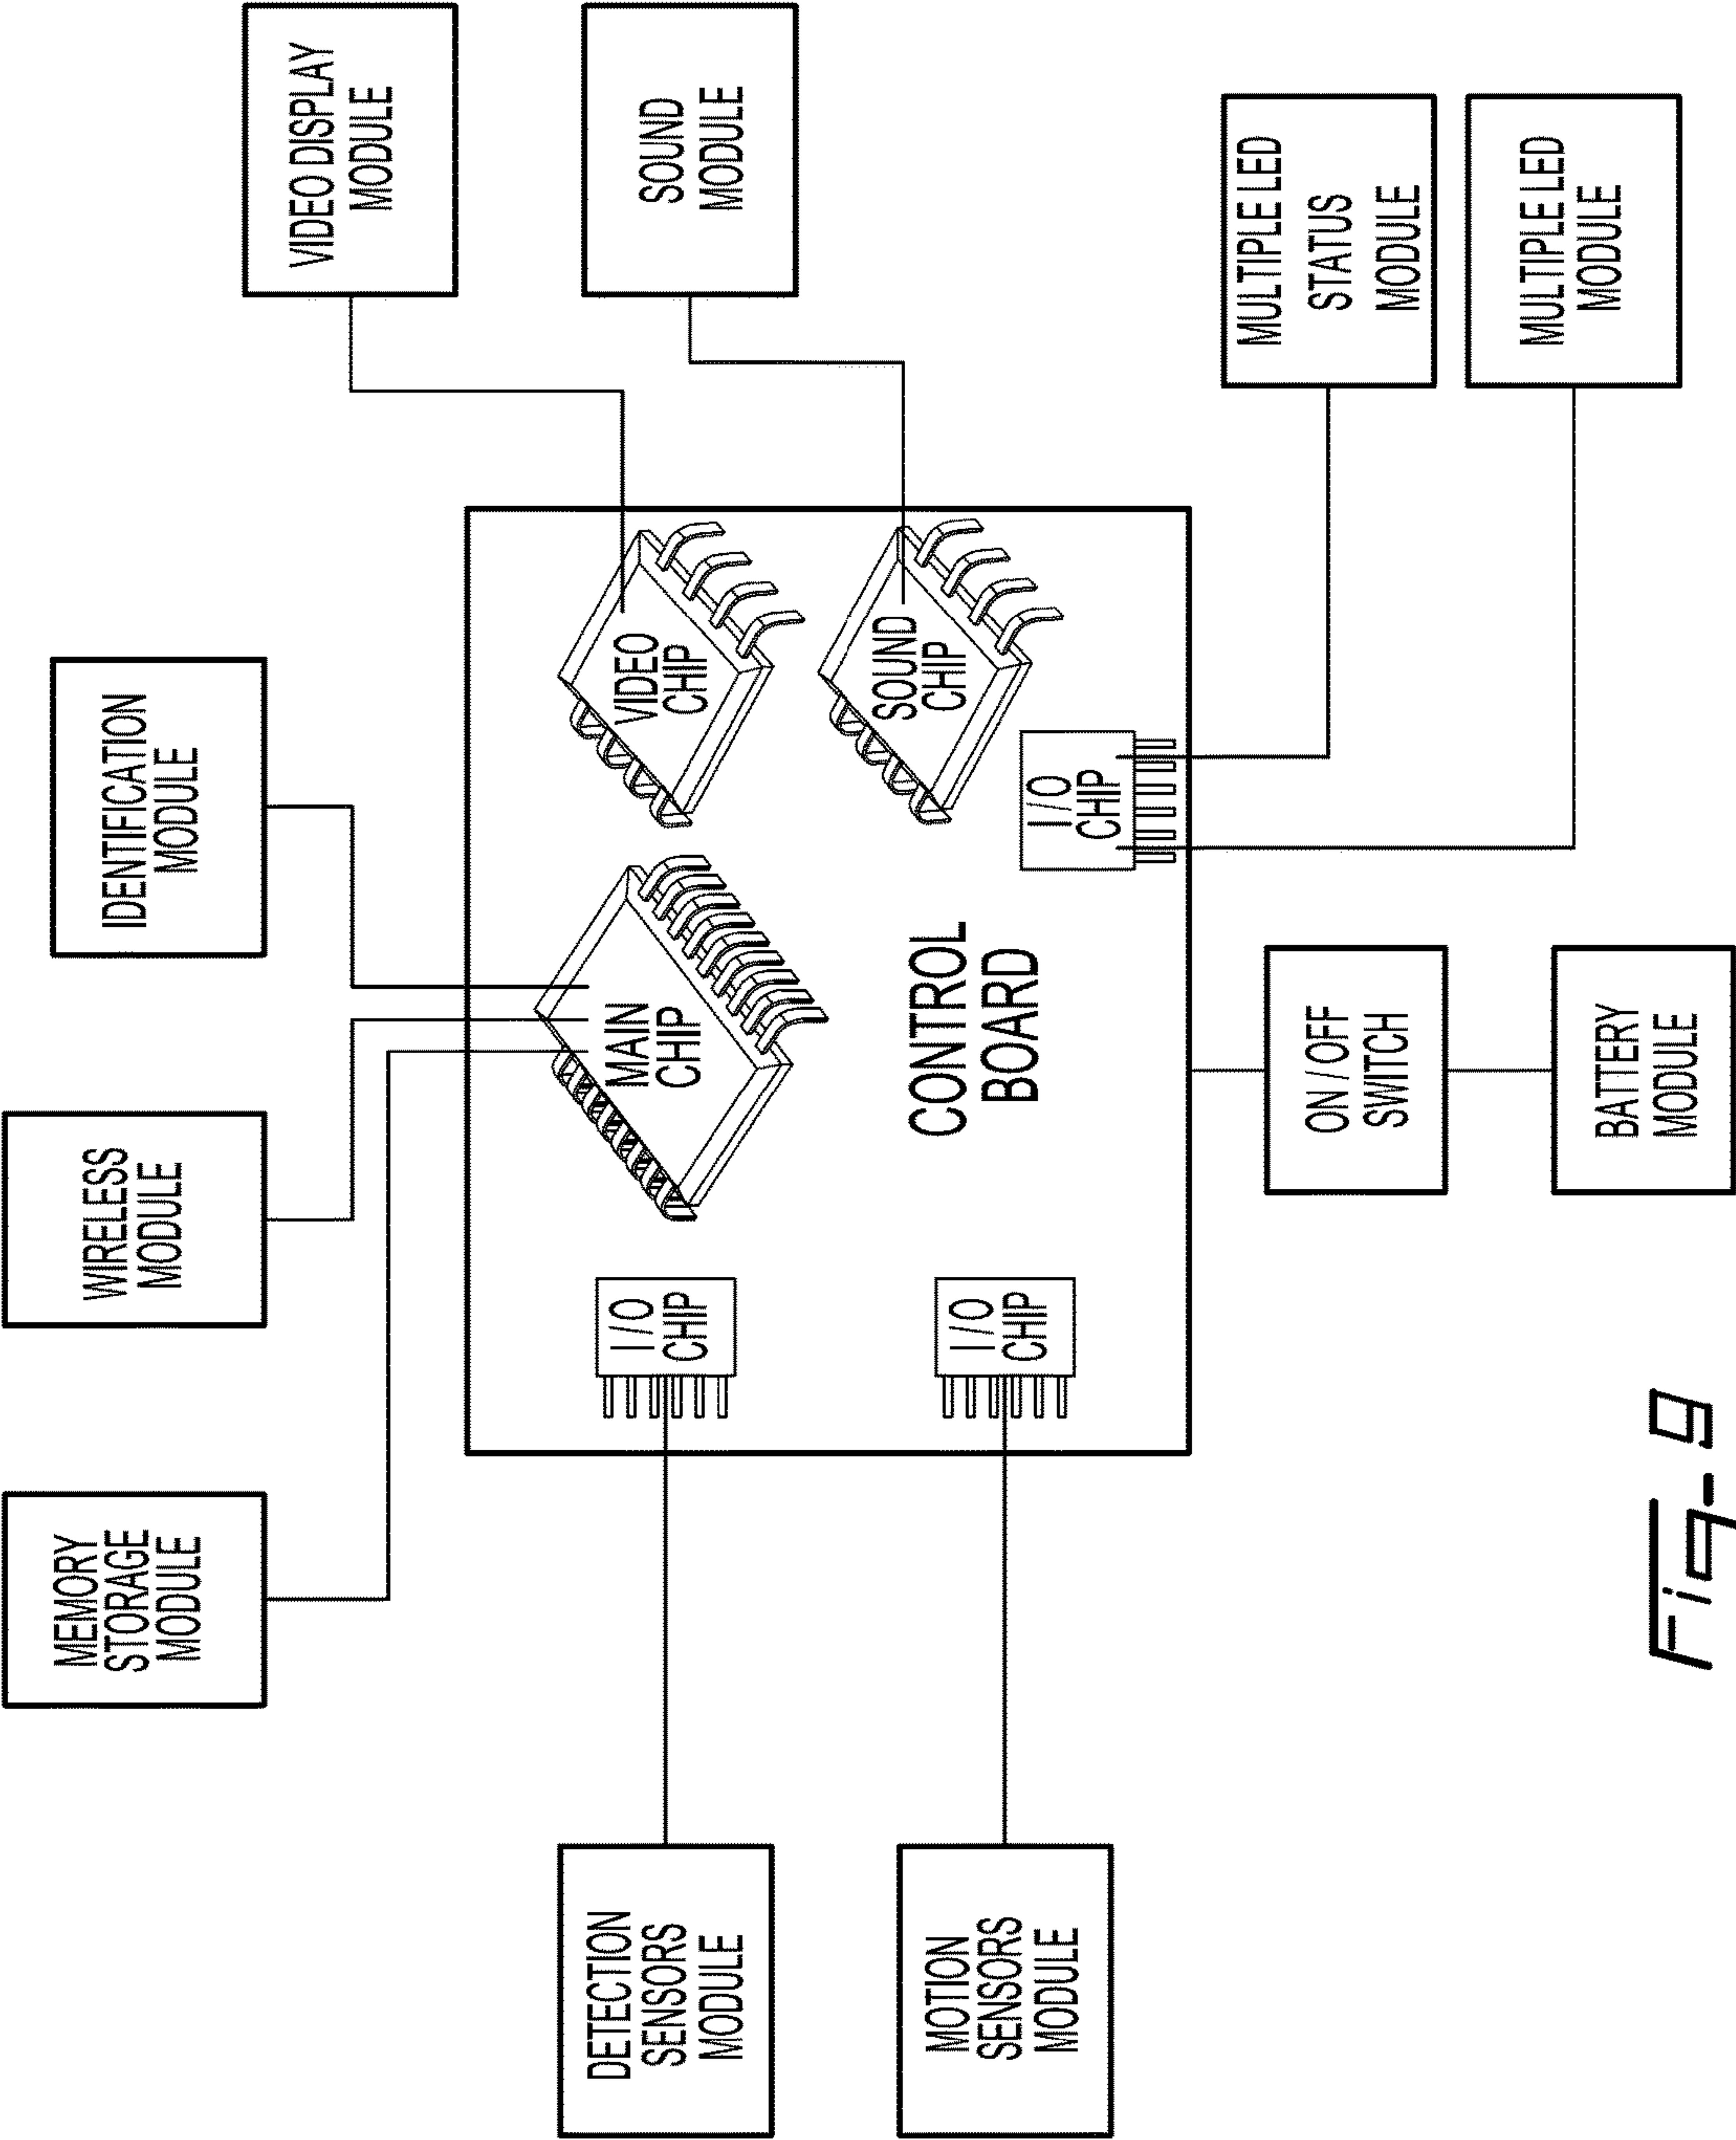 MEMORY
STORAGE
MODULE
WIRELESS
MODULE
IDENTIFICATION
MODULE
VIDEO DISPLAY
MODULE
SOUND
MODULE
DETECTION
SENSORS
MODULE
MOTION
SENSORS
MODULE
I/O
CHIP
I/O
CHIP
MAIN
CHIP
VIDEO
CHIP
SOUND
CHIP
I/O
CHIP
CONTROL
BOARD
MULTIPLE LED
STATUS
MODULE
MULTIPLE LED
MODULE
ON/OFF
SWITCH
BATTERY
MODULE
Fig-9